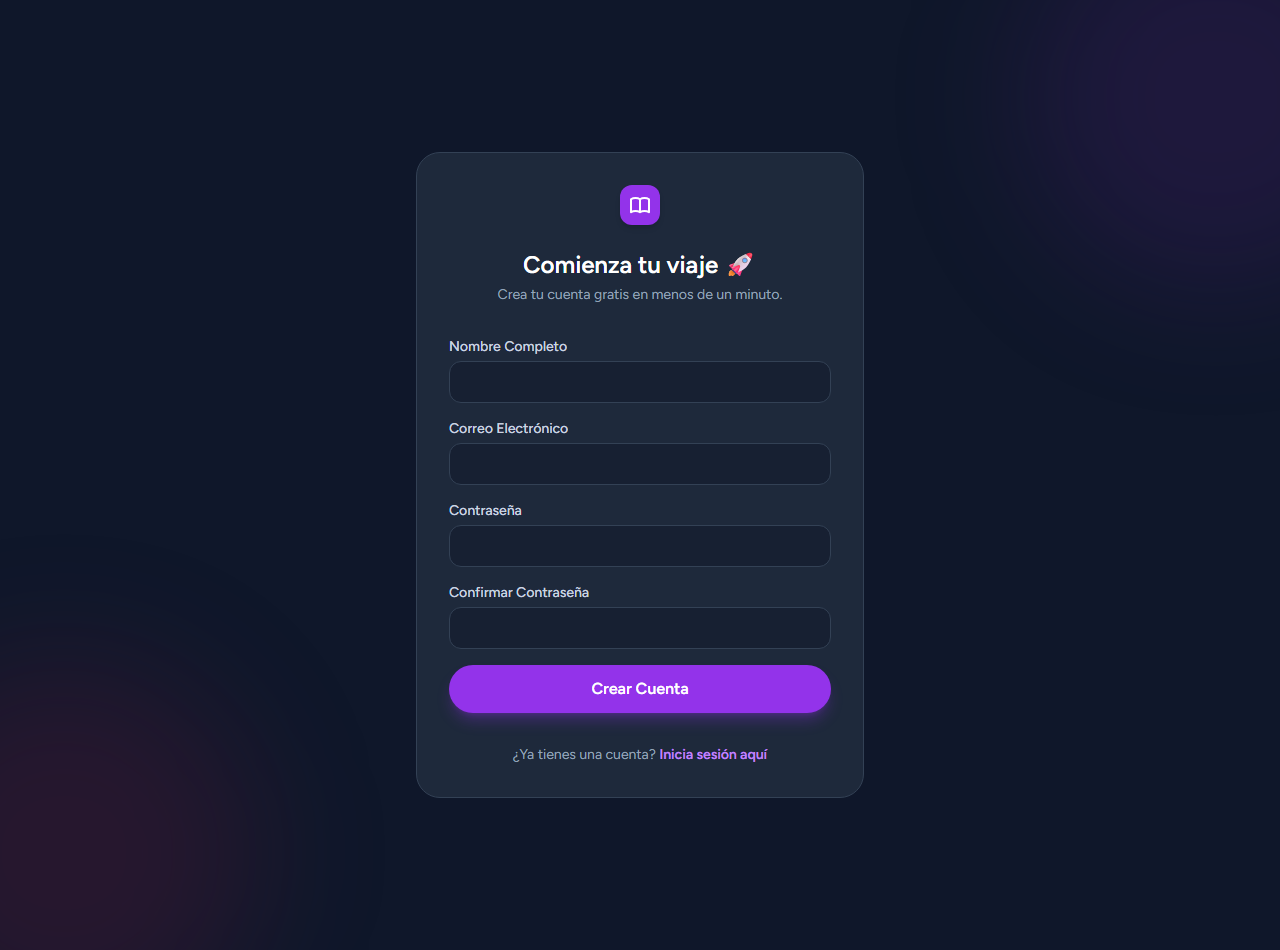 Comienza tu viaje 🚀
Crea tu cuenta gratis en menos de un minuto.
Nombre Completo
Correo Electrónico
Contraseña
Confirmar Contraseña
Crear Cuenta
¿Ya tienes una cuenta? Inicia sesión aquí